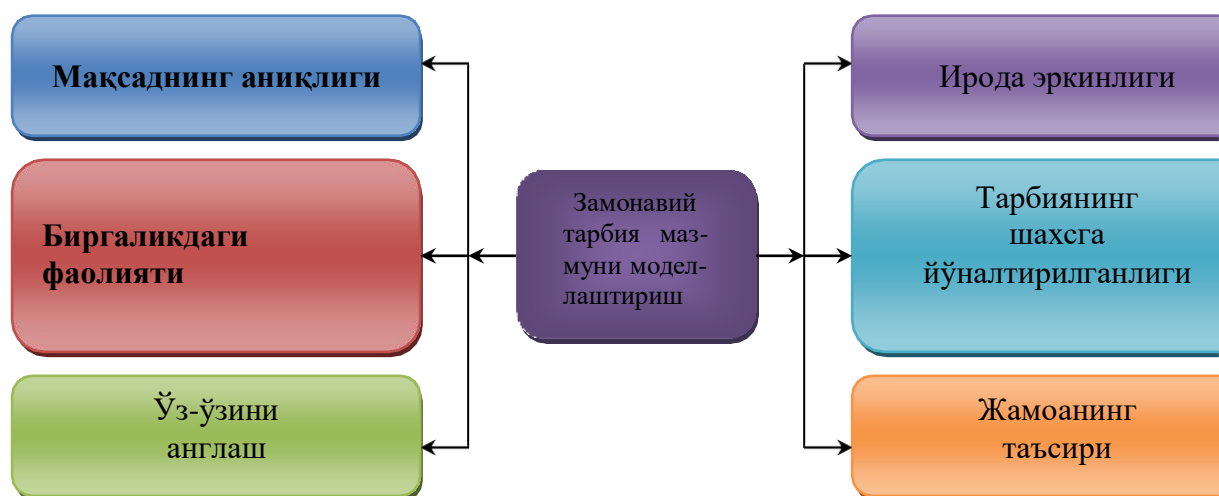 Мақсаднинг аниқлиги
Биргаликдаги
фаолияти
Ўз-ўзини
англаш
Замонавий
тарбия маз-
муни модел-
лаштириш
Ирода эркинлиги
Тарбиянинг
шахсга
йўналтирилганлиги
Жамоанинг
таъсири